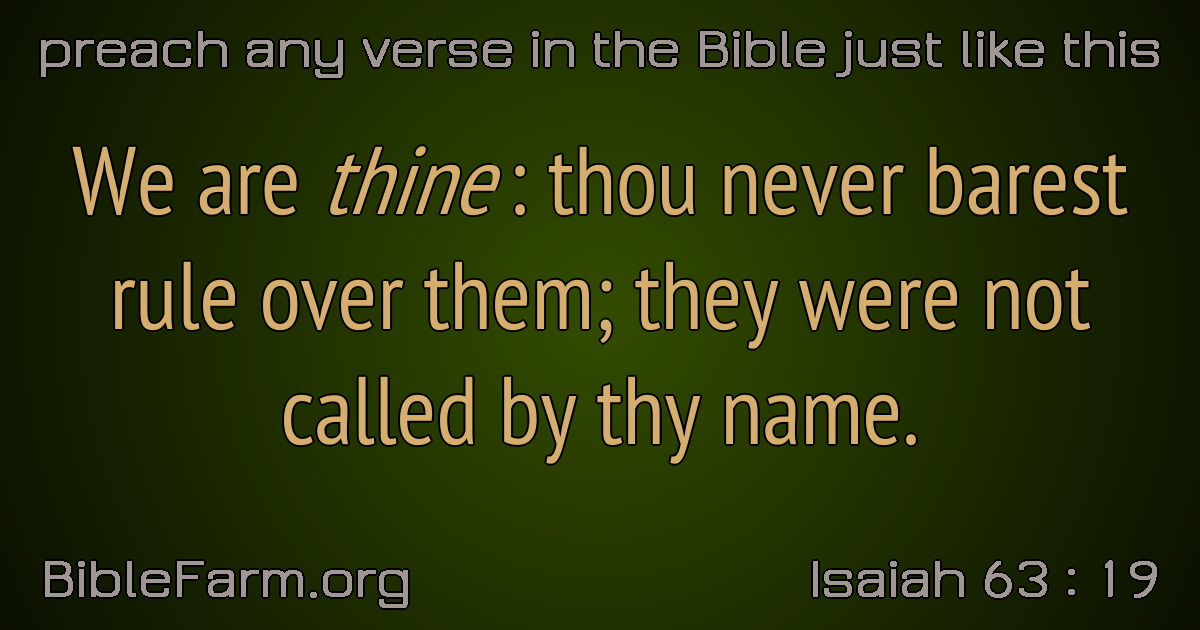 preach any verse in the Bible just like this
We are thine: thou never barest
rule over them; they were not
called by thy name.
BibleFarm.org
Isaiah 63 : 19